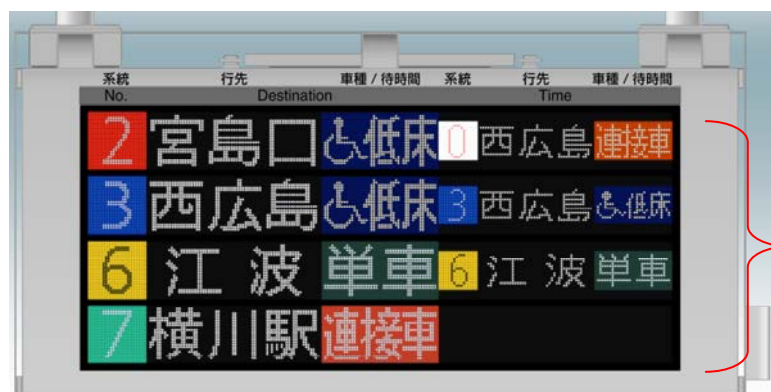 系統 行先 車種 / 待時間 系統 行先 車種 / 待時間
No. Destination Time
2 宮島口 低床 0 西広島 連接車
3 西広島 低床 3 西広島 低床
6 江波 単車 6 江波 単車
7 横川駅 連接車